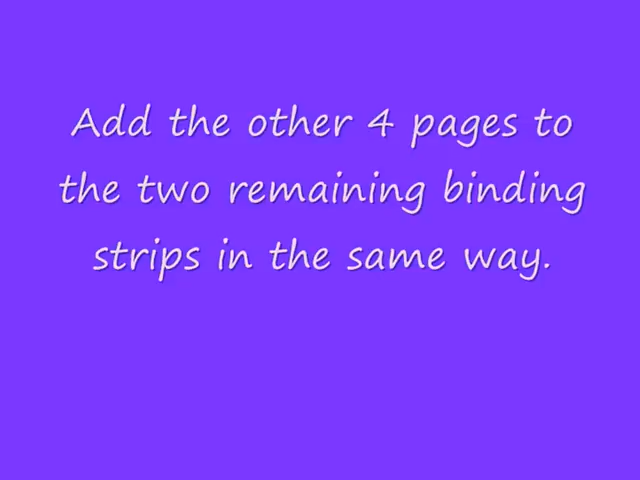 Add the other 4 pages to
the two remaining binding
strips in the same way.